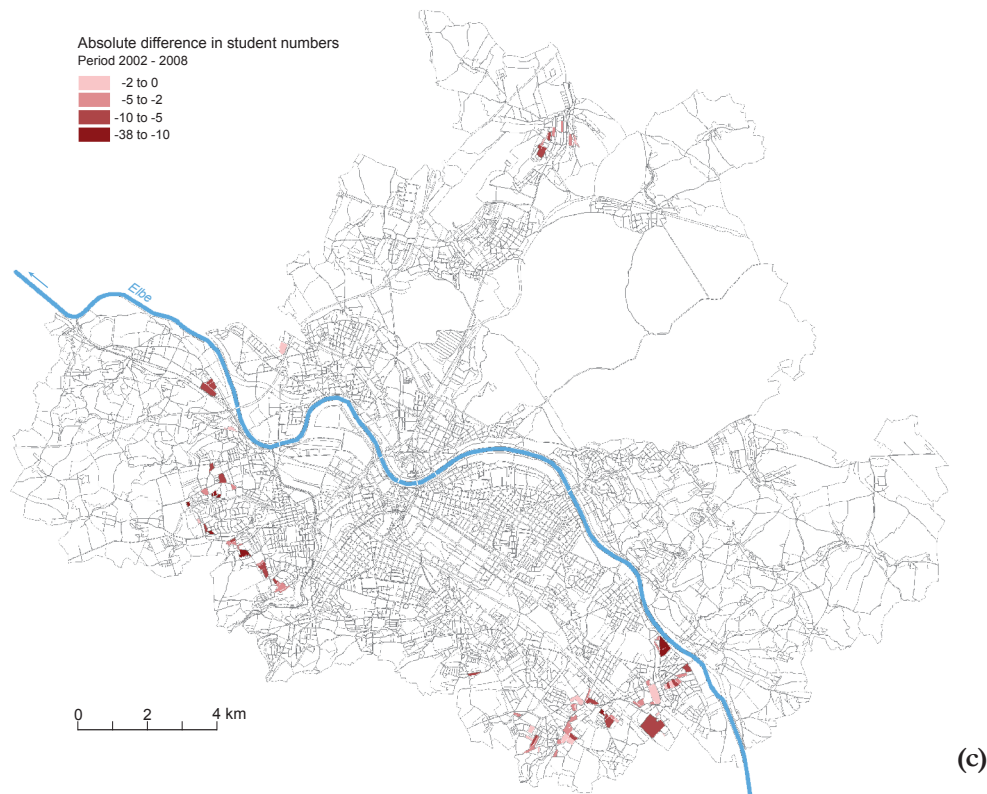 Absolute difference in student numbers
Period 2002 - 2008
-2 to 0
-5 to -2
-10 to -5
-38 to -10
Elbe
0 2 4 km
(c)